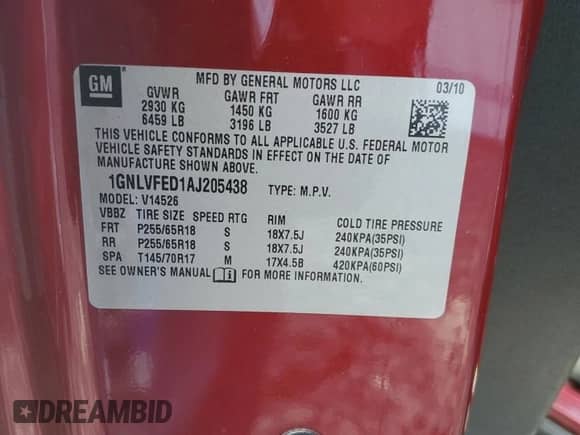 GM
MFD BY GENERAL MOTORS LLC 03/10
GVWR GAWR FRT GAWR RR
2930 KG 1450 KG 1600 KG
6459 LB 3196 LB 3527 LB
THIS VEHICLE CONFORMS TO ALL APPLICABLE U.S. FEDERAL MOTOR
VEHICLE SAFETY STANDARDS IN EFFECT ON THE DATE OF
MANUFACTURE SHOWN ABOVE.
1GNLVFED1AJ205438 TYPE: M.P.V.
MODEL: V14526
VBBZ TIRE SIZE SPEED RTG RIM COLD TIRE PRESSURE
FRT P255/65R18 S 18X7.5J 240KPA(35PSI)
RR P255/65R18 S 18X7.5J 240KPA(35PSI)
SPA T145/70R17 M 17X4.5B 420KPA(60PSI)
SEE OWNER'S MANUAL FOR MORE INFORMATION.
DREAMBID